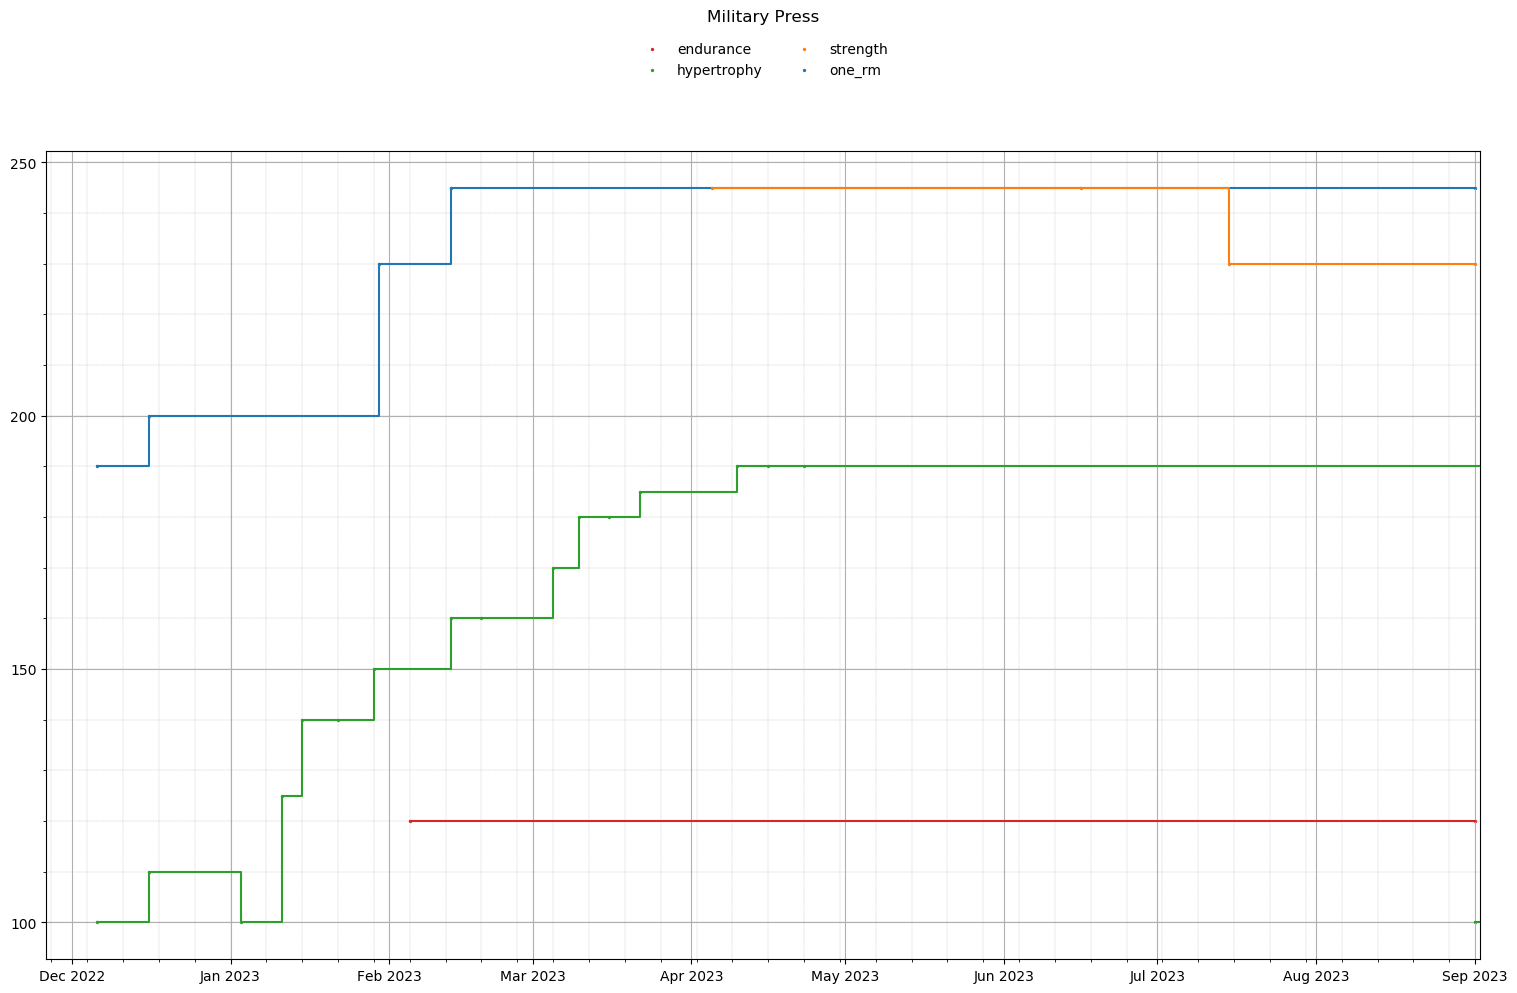 Military Press
endurance strength
hypertrophy one_rm
250
200
150
100
Dec 2022 Jan 2023 Feb 2023 Mar 2023 Apr 2023 May 2023 Jun 2023 Jul 2023 Aug 2023 Sep 2023